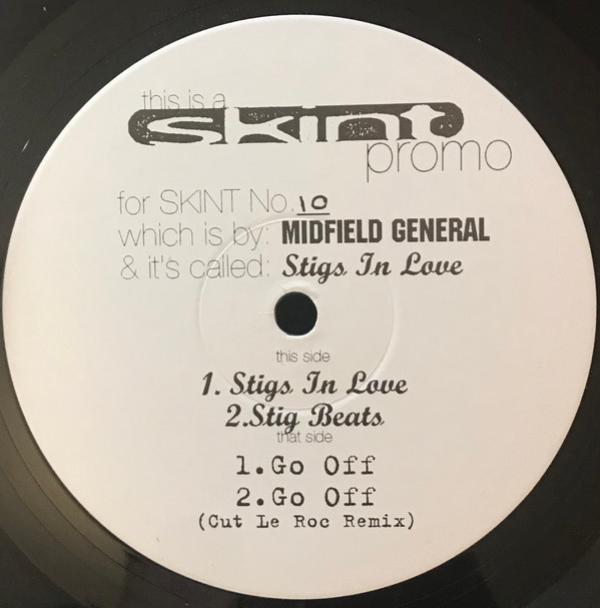 this is a
skint
promo
for SKINT No. 10
which is by: MIDFIELD GENERAL
& it's called: Stigs In Love
this side
1. Stigs In Love
2.Stig Beats
that side
1.Go Off
2.Go Off
(Cut Le Roc Remix)